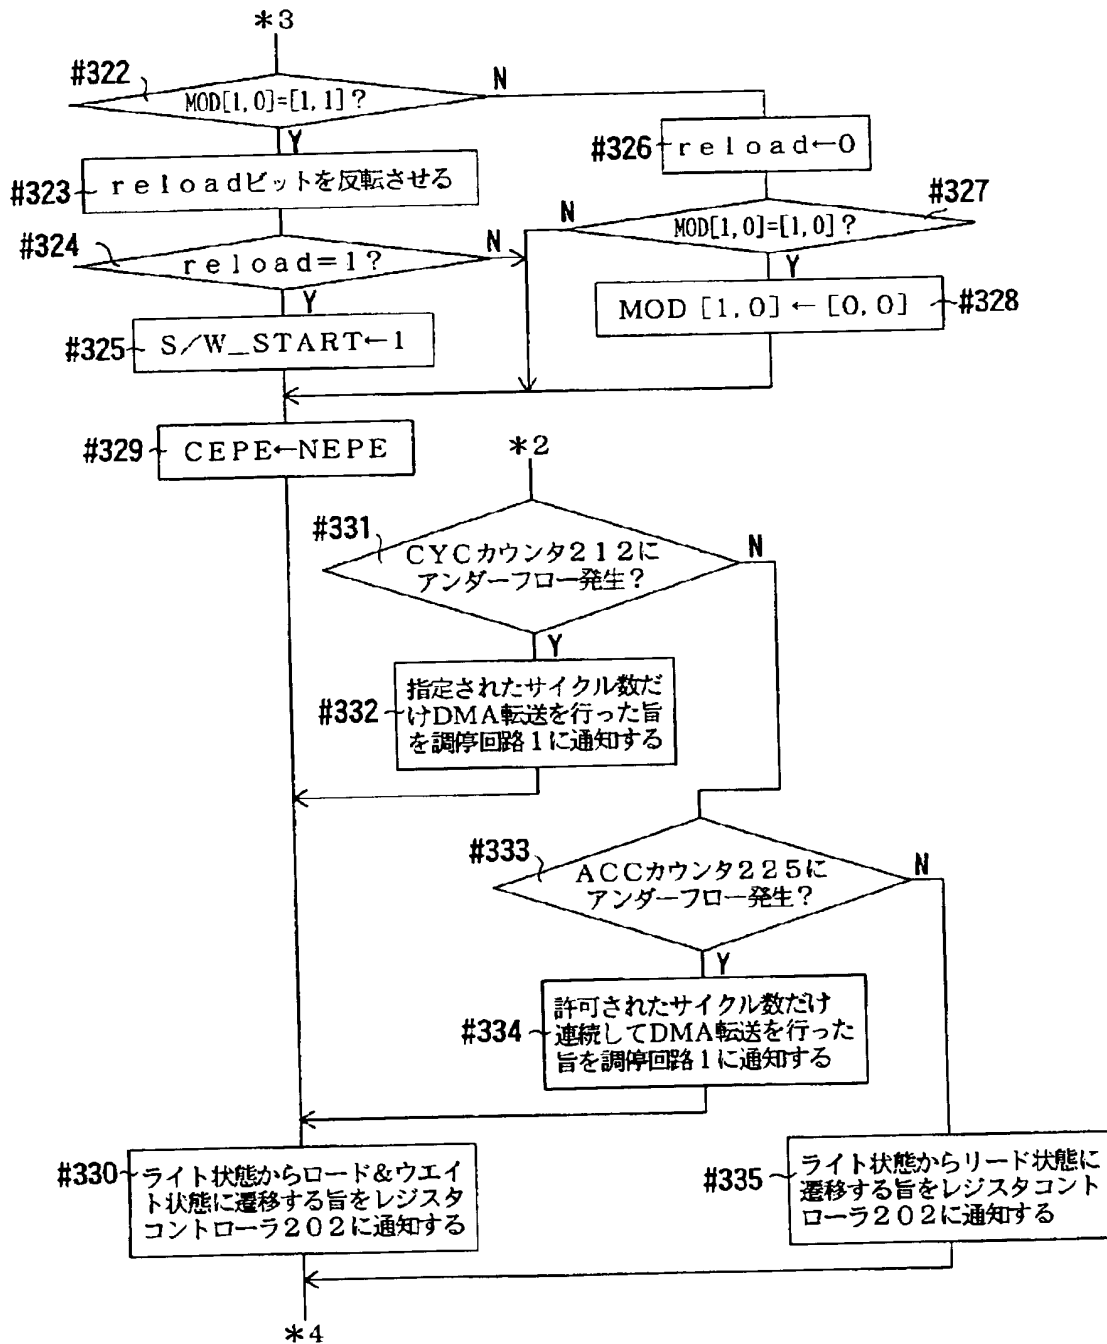 *3
#322
MOD[1,0]=[1,1]?
N
Y
#323
reloadビットを反転させる
#326
reload←0
#327
N
MOD[1,0]=[1,0]?
Y
#324
reload=1?
N
Y
MOD [1,0] ← [0,0]
#328
#325
S/W_START←1
#329
CEPE←NEPE
*2
#331
CYCカウンタ212に
アンダーフロー発生?
N
Y
#332
指定されたサイクル数だ
けDMA転送を行った旨
を調停回路1に通知する
#333
ACCカウンタ225に
アンダーフロー発生?
N
Y
#334
許可されたサイクル数だけ
連続してDMA転送を行った
旨を調停回路1に通知する
#330
ライト状態からロード&ウエイ
ト状態に遷移する旨をレジスタ
コントローラ202に通知する
#335
ライト状態からリード状態に
遷移する旨をレジスタコント
ローラ202に通知する
*4